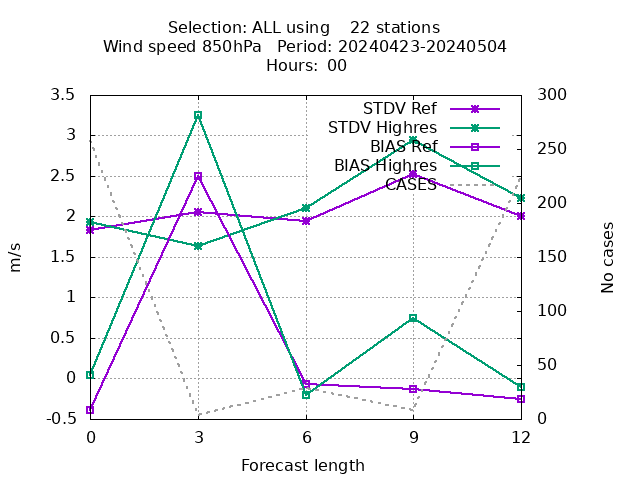 Selection: ALL using    22 stations
Wind speed 850hPa   Period: 20240423-20240504
Hours: 00
3.5
3
2.5
2
1.5
1
0.5
0
-0.5
m/s
300
250
200
150
100
50
0
No cases
STDV Ref
STDV Highres
BIAS Ref
BIAS Highres
CASES
0 3 6 9 12
Forecast length